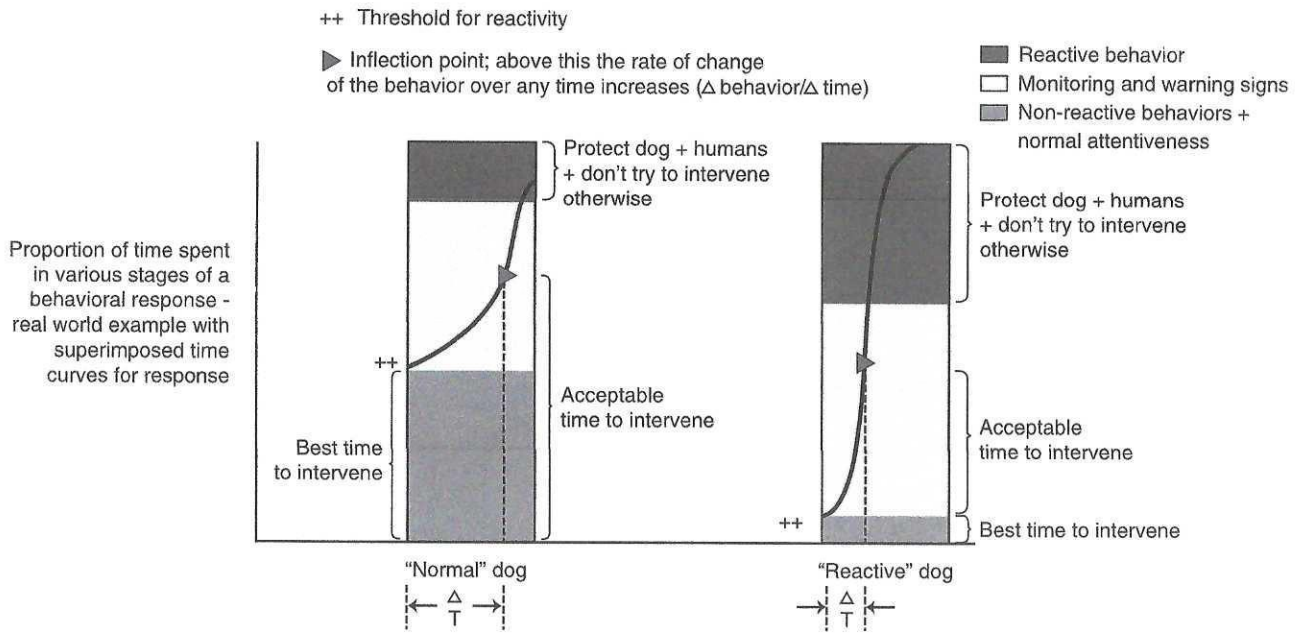 ++ Threshold for reactivity
Inflection point; above this the rate of change
of the behavior over any time increases (Δ behavior/Δ time)
Reactive behavior
Monitoring and warning signs
Non-reactive behaviors +
normal attentiveness
Proportion of time spent
in various stages of a
behavioral response -
real world example with
superimposed time
curves for response
Protect dog + humans
+ don't try to intervene
otherwise
++
Best time
to intervene
Acceptable
time to intervene
Protect dog + humans
+ don't try to intervene
otherwise
Acceptable
time to intervene
++
Best time to intervene
"Normal" dog
Δ
T
"Reactive" dog
Δ
T